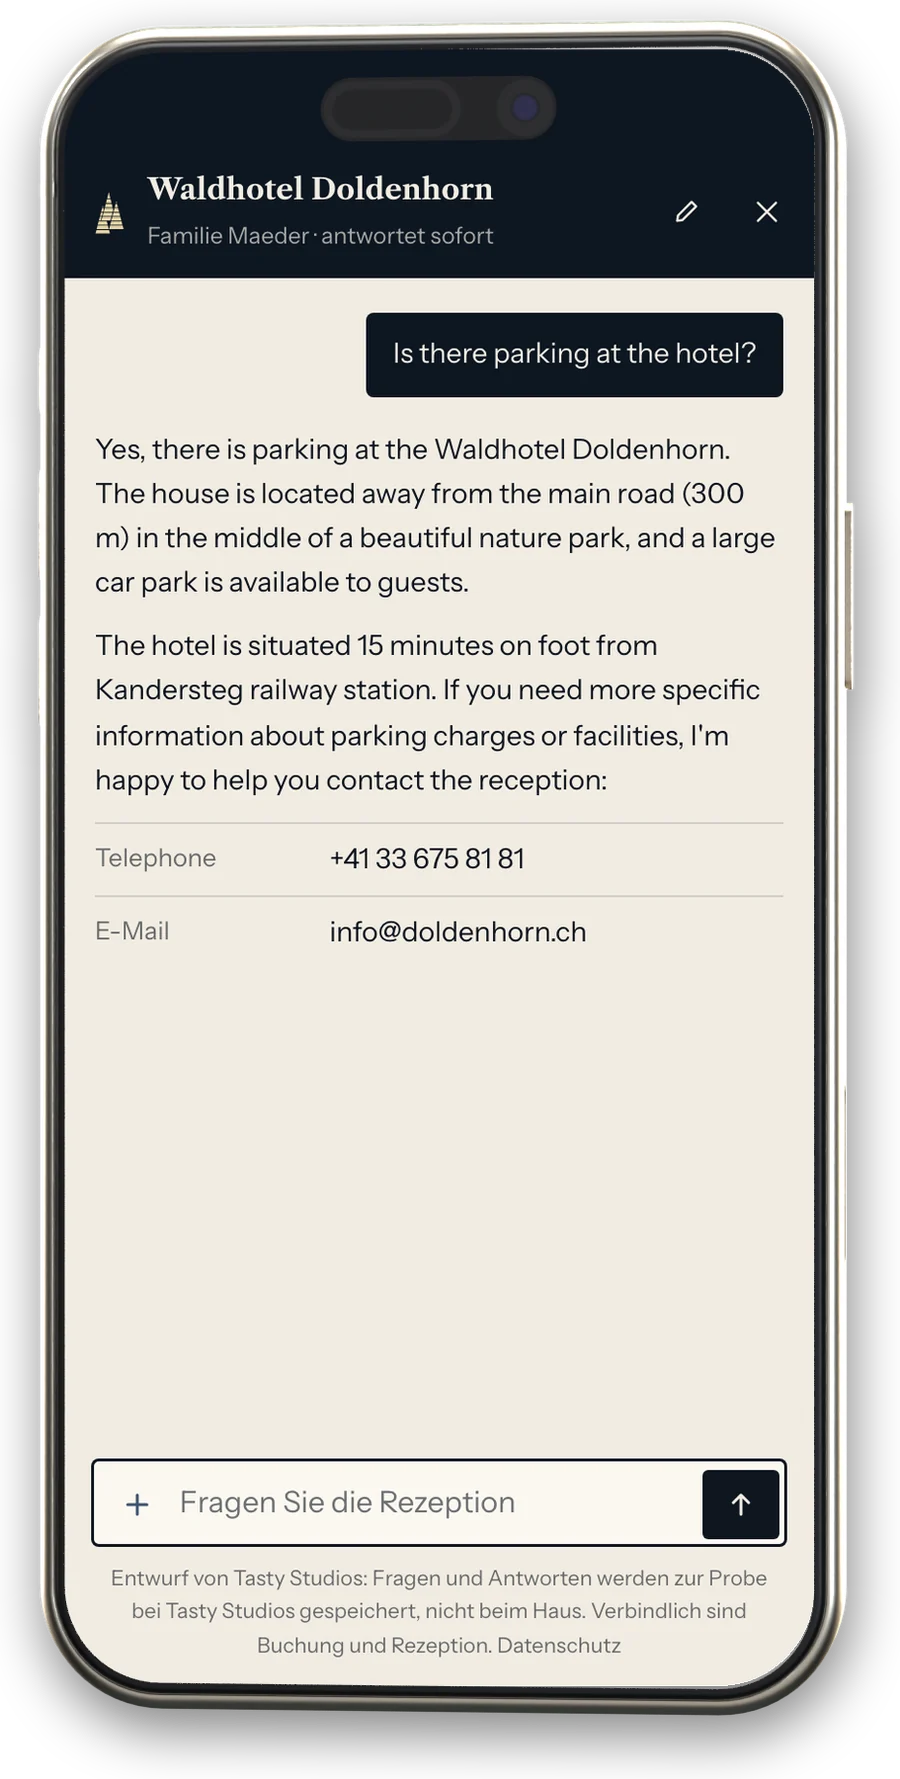 Waldhotel Doldenhorn
Familie Maeder · antwortet sofort
Is there parking at the hotel?
Yes, there is parking at the Waldhotel Doldenhorn.
The house is located away from the main road (300
m) in the middle of a beautiful nature park, and a large
car park is available to guests.
The hotel is situated 15 minutes on foot from
Kandersteg railway station. If you need more specific
information about parking charges or facilities, I'm
happy to help you contact the reception:
Telephone +41 33 675 81 81
E-Mail info@doldenhorn.ch
Fragen Sie die Rezeption
Entwurf von Tasty Studios: Fragen und Antworten werden zur Probe
bei Tasty Studios gespeichert, nicht beim Haus. Verbindlich sind
Buchung und Rezeption. Datenschutz